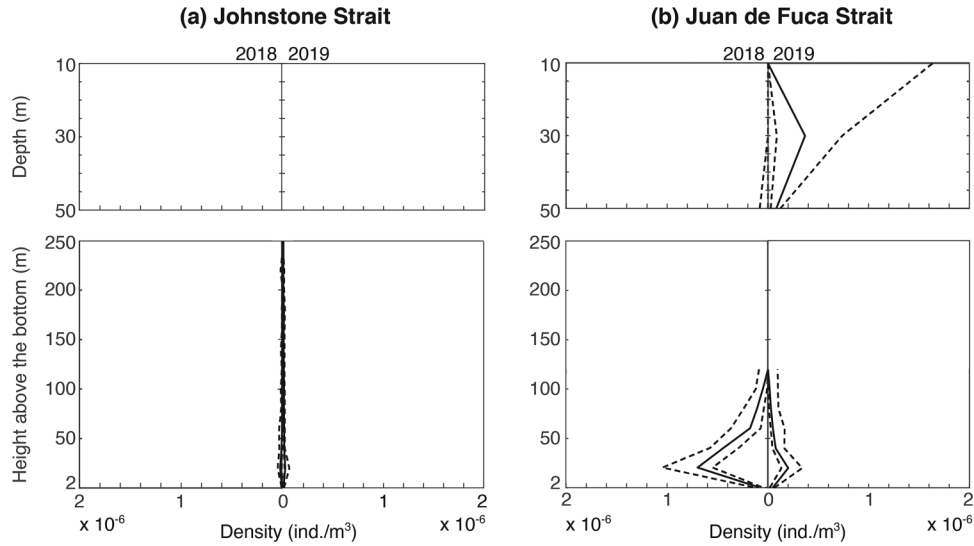 (a) Johnstone Strait
(b) Juan de Fuca Strait
2018 2019
2018 2019
Depth (m)
10
30
50
10
30
50
Height above the bottom (m)
250
200
150
100
50
2
250
200
150
100
50
2
2 1 0 1 2
2 1 0 1 2
x 10-6 Density (ind./m³) x 10-6
x 10-6 Density (ind./m³) x 10-6